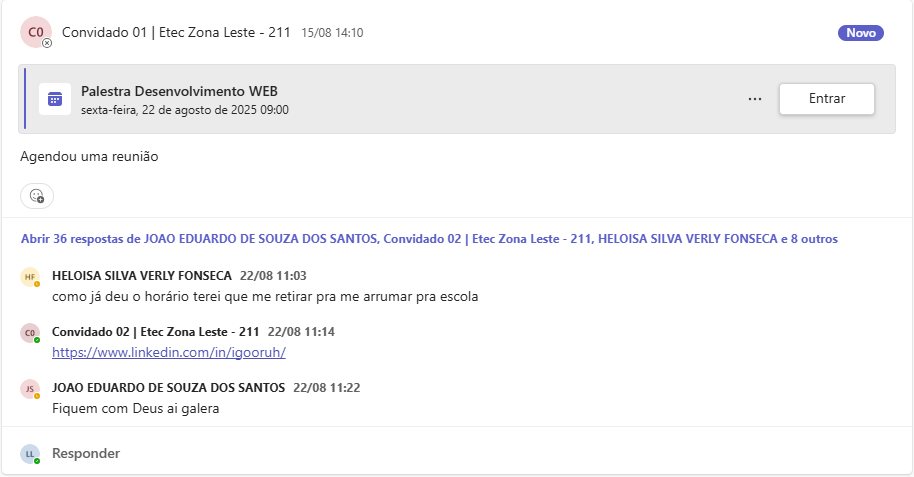 C0
Convidado 01 | Etec Zona Leste - 211 15/08 14:10
Novo
Palestra Desenvolvimento WEB
sexta-feira, 22 de agosto de 2025 09:00
...
Entrar
Agendou uma reunião
Abrir 36 respostas de JOAO EDUARDO DE SOUZA DOS SANTOS, Convidado 02 | Etec Zona Leste - 211, HELOISA SILVA VERLY FONSECA e 8 outros
HF
HELOISA SILVA VERLY FONSECA 22/08 11:03
como já deu o horário terei que me retirar pra me arrumar pra escola
C0
Convidado 02 | Etec Zona Leste - 211 22/08 11:14
https://www.linkedin.com/in/igooruh/
JS
JOAO EDUARDO DE SOUZA DOS SANTOS 22/08 11:22
Fiquem com Deus ai galera
LL
Responder